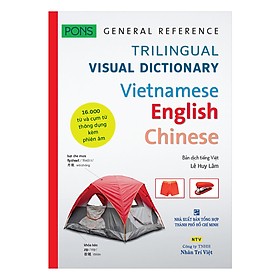 PONS GENERAL REFERENCE
TRILINGUAL
VISUAL DICTIONARY
Vietnamese
English
Chinese
16.000
từ và cụm từ
thông dụng
kèm
phiên âm
Bản dịch tiếng Việt
Lê Huy Lâm
NHÀ XUẤT BẢN TỔNG HỢP
THÀNH PHỐ HỒ CHÍ MINH
NTV
Công ty TNHH
Nhân Trí Việt